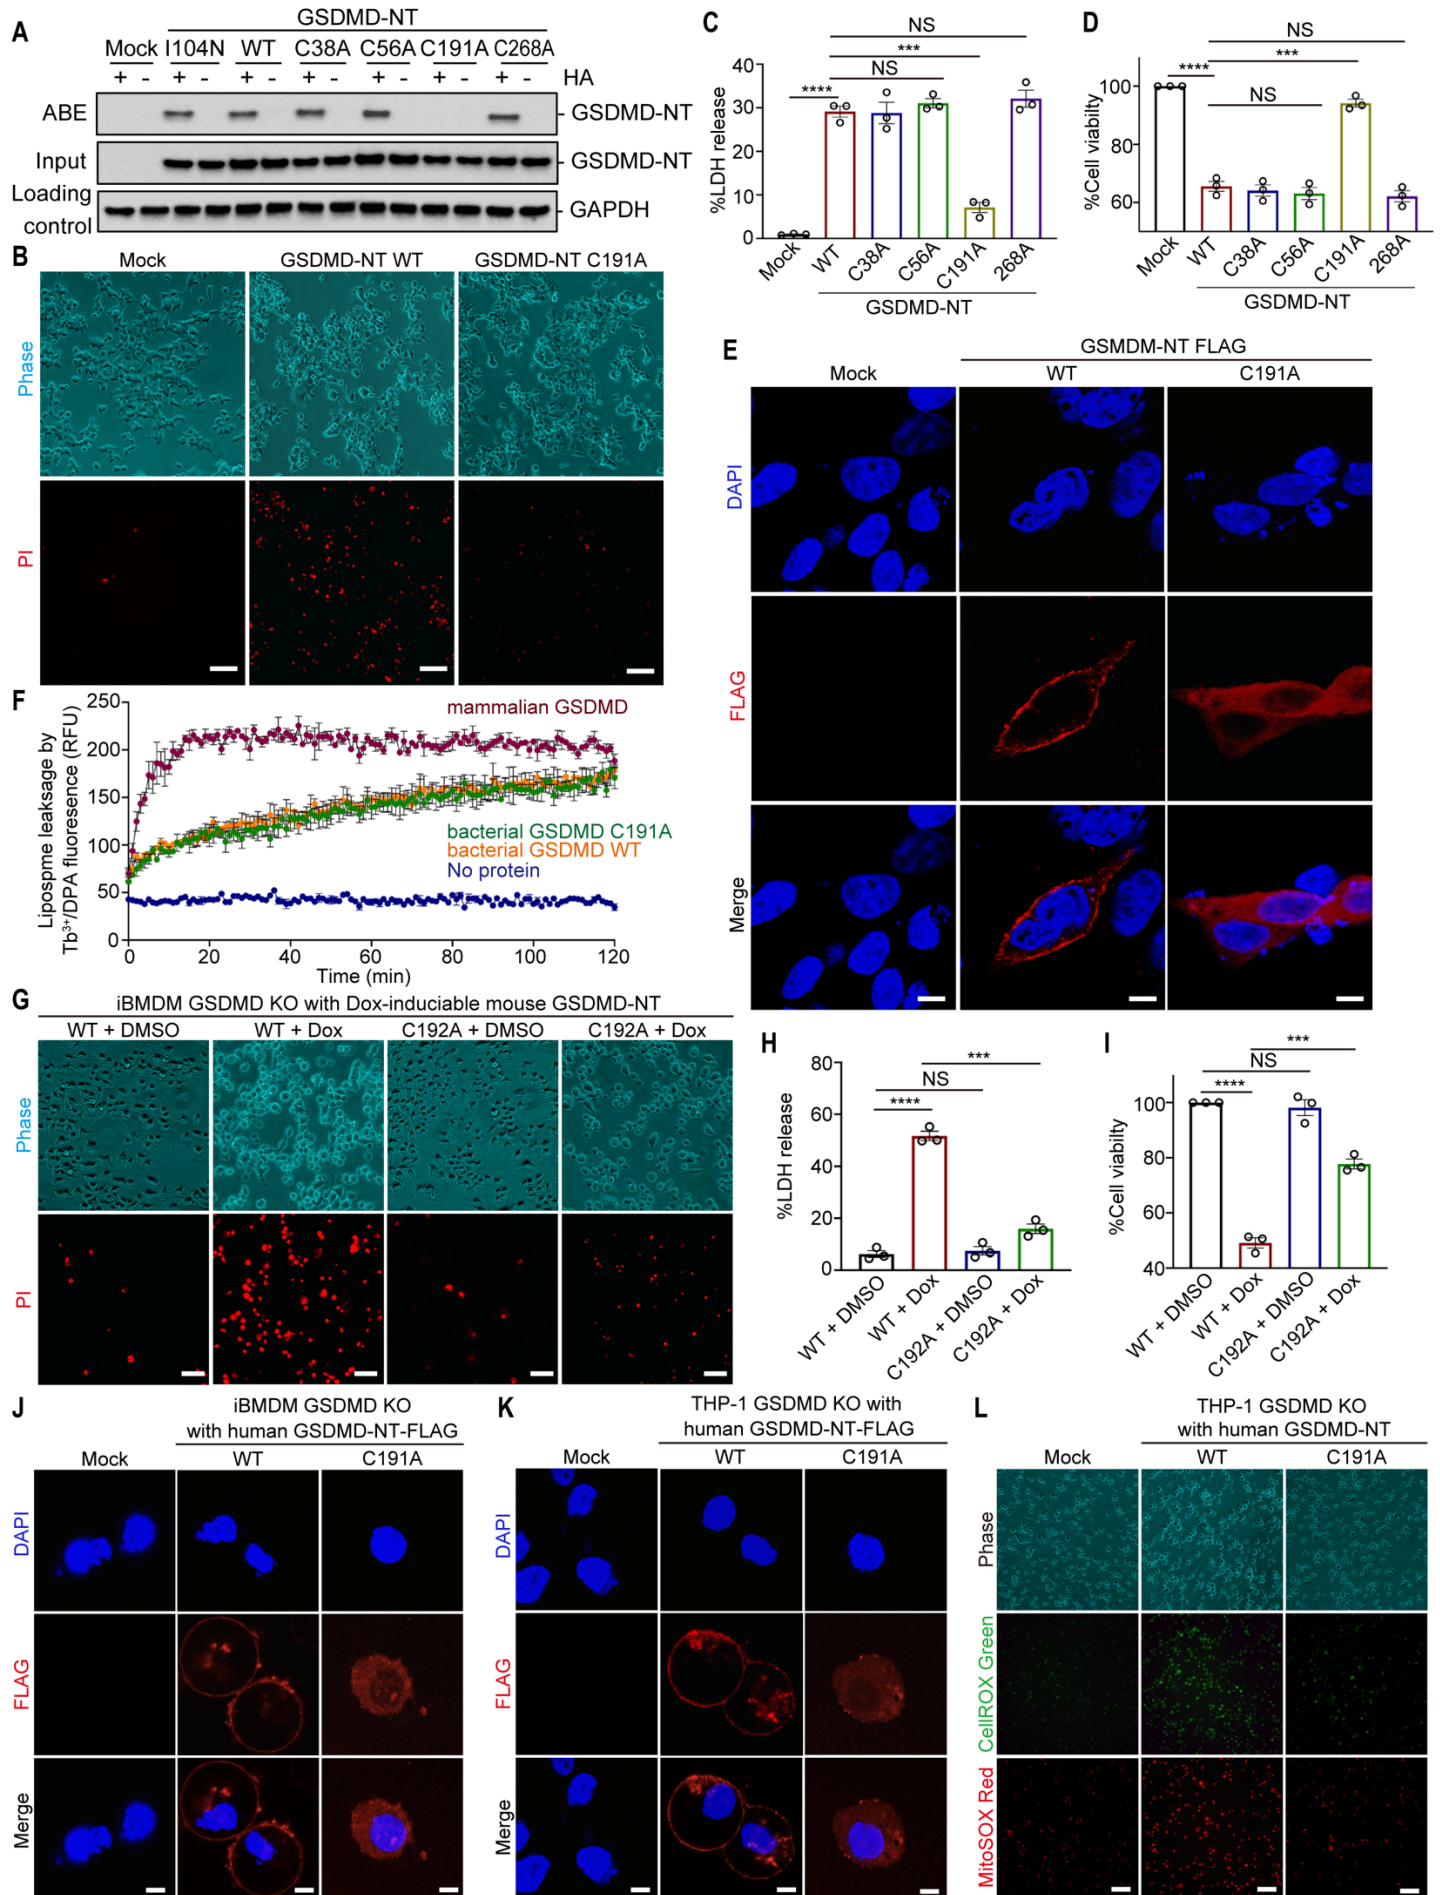 A
GSDMD-NT
Mock I104N WT C38A C56A C191A C268A
+ - + - + - + - + - + - + - HA
ABE - GSDMD-NT
Input - GSDMD-NT
Loading control - GAPDH
B
Mock GSDMD-NT WT GSDMD-NT C191A
Phase
PI
C
%LDH release
40
30
20
10
0
NS
***
NS
****
Mock WT C38A C56A C191A 268A
GSDMD-NT
D
%Cell viabiity
100
80
60
NS
***
****
NS
Mock WT C38A C56A C191A 268A
GSDMD-NT
E
GSMDM-NT FLAG
Mock WT C191A
DAPI
FLAG
Merge
F
Lipospme leaksage by
Tb3+/DPA fluoresence (RFU)
250
200
150
100
50
0
mammalian GSDMD
bacterial GSDMD C191A
bacterial GSDMD WT
No protein
0 20 40 60 80 100 120
Time (min)
G
iBMDM GSDMD KO with Dox-induciable mouse GSDMD-NT
WT + DMSO WT + Dox C192A + DMSO C192A + Dox
Phase
PI
H
%LDH release
80
60
40
20
0
***
NS
****
WT + DMSO WT + Dox C192A + DMSO C192A + Dox
I
%Cell viabiity
100
80
60
40
***
NS
****
WT + DMSO WT + Dox C192A + DMSO C192A + Dox
J
iBMDM GSDMD KO
with human GSDMD-NT-FLAG
Mock WT C191A
DAPI
FLAG
Merge
K
THP-1 GSDMD KO with
human GSDMD-NT-FLAG
Mock WT C191A
DAPI
FLAG
Merge
L
THP-1 GSDMD KO
with human GSDMD-NT
Mock WT C191A
Phase
CellROX Green
MitoSOX Red